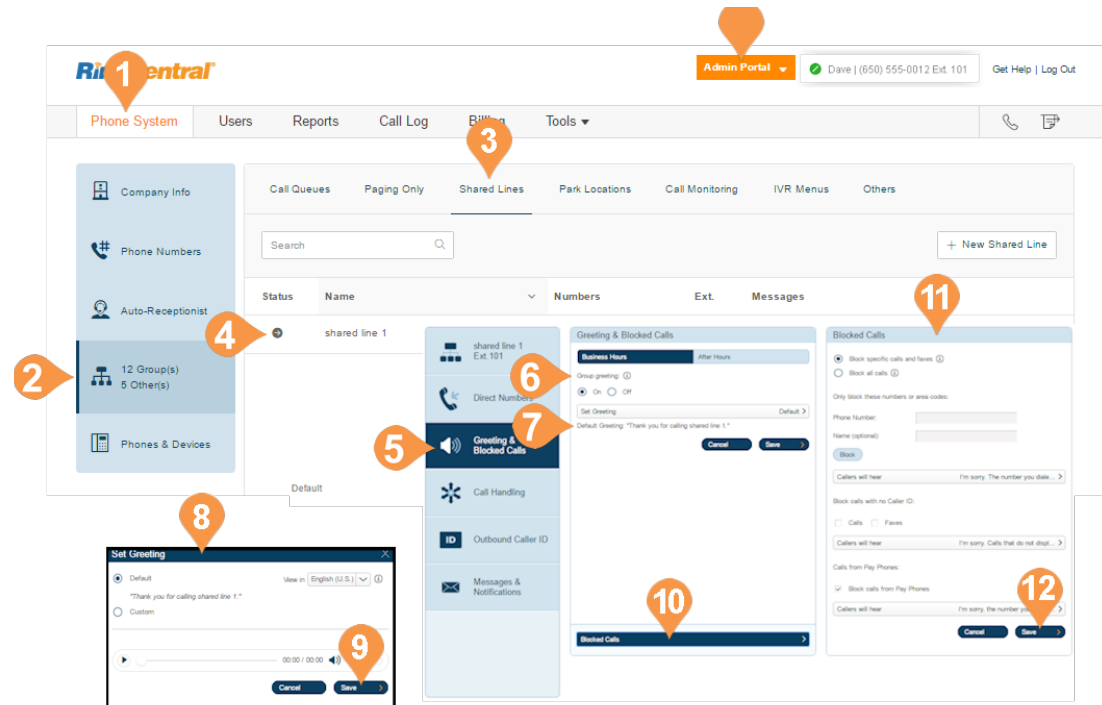 Admin Portal
Dave | (650) 555-0012 Ext. 101
Get Help | Log Out
1
Phone System
Users
Reports
Call Log
Billing
Tools
3
Company Info
Phone Numbers
Auto-Receptionist
2
12 Group(s)
5 Other(s)
Phones & Devices
Call Queues
Paging Only
Shared Lines
Park Locations
Call Monitoring
IVR Menus
Others
Search
+ New Shared Line
Status
Name
Numbers
Ext.
Messages
4
shared line 1
Default
shared line 1
Ext.101
Direct Numbers
5
Greeting &
Blocked Calls
Call Handling
ID
Outbound Caller ID
Messages &
Notifications
Greeting & Blocked Calls
Business Hours
After Hours
6
Group greeting:
On
Off
7
Set Greeting
Default
Default Greeting: "Thank you for calling shared line 1."
Cancel
Save
10
Blocked Calls
11
Blocked Calls
Block specific calls and faxes
Block all calls
Only block these numbers or area codes:
Phone Number:
Name (optional)
Block
Callers will hear
I'm sorry. The number you diale...
Block calls with no Caller ID:
Calls
Faxes
Callers will hear
I'm sorry. Calls that do not displ...
Calls from Pay Phones:
Block calls from Pay Phones
12
Callers will hear
I'm sorry, the number
Cancel
Save
8
Set Greeting
X
Default
View in
English (U.S.)
"Thank you for calling shared line 1."
Custom
00:00 / 00:00
9
Cancel
Save